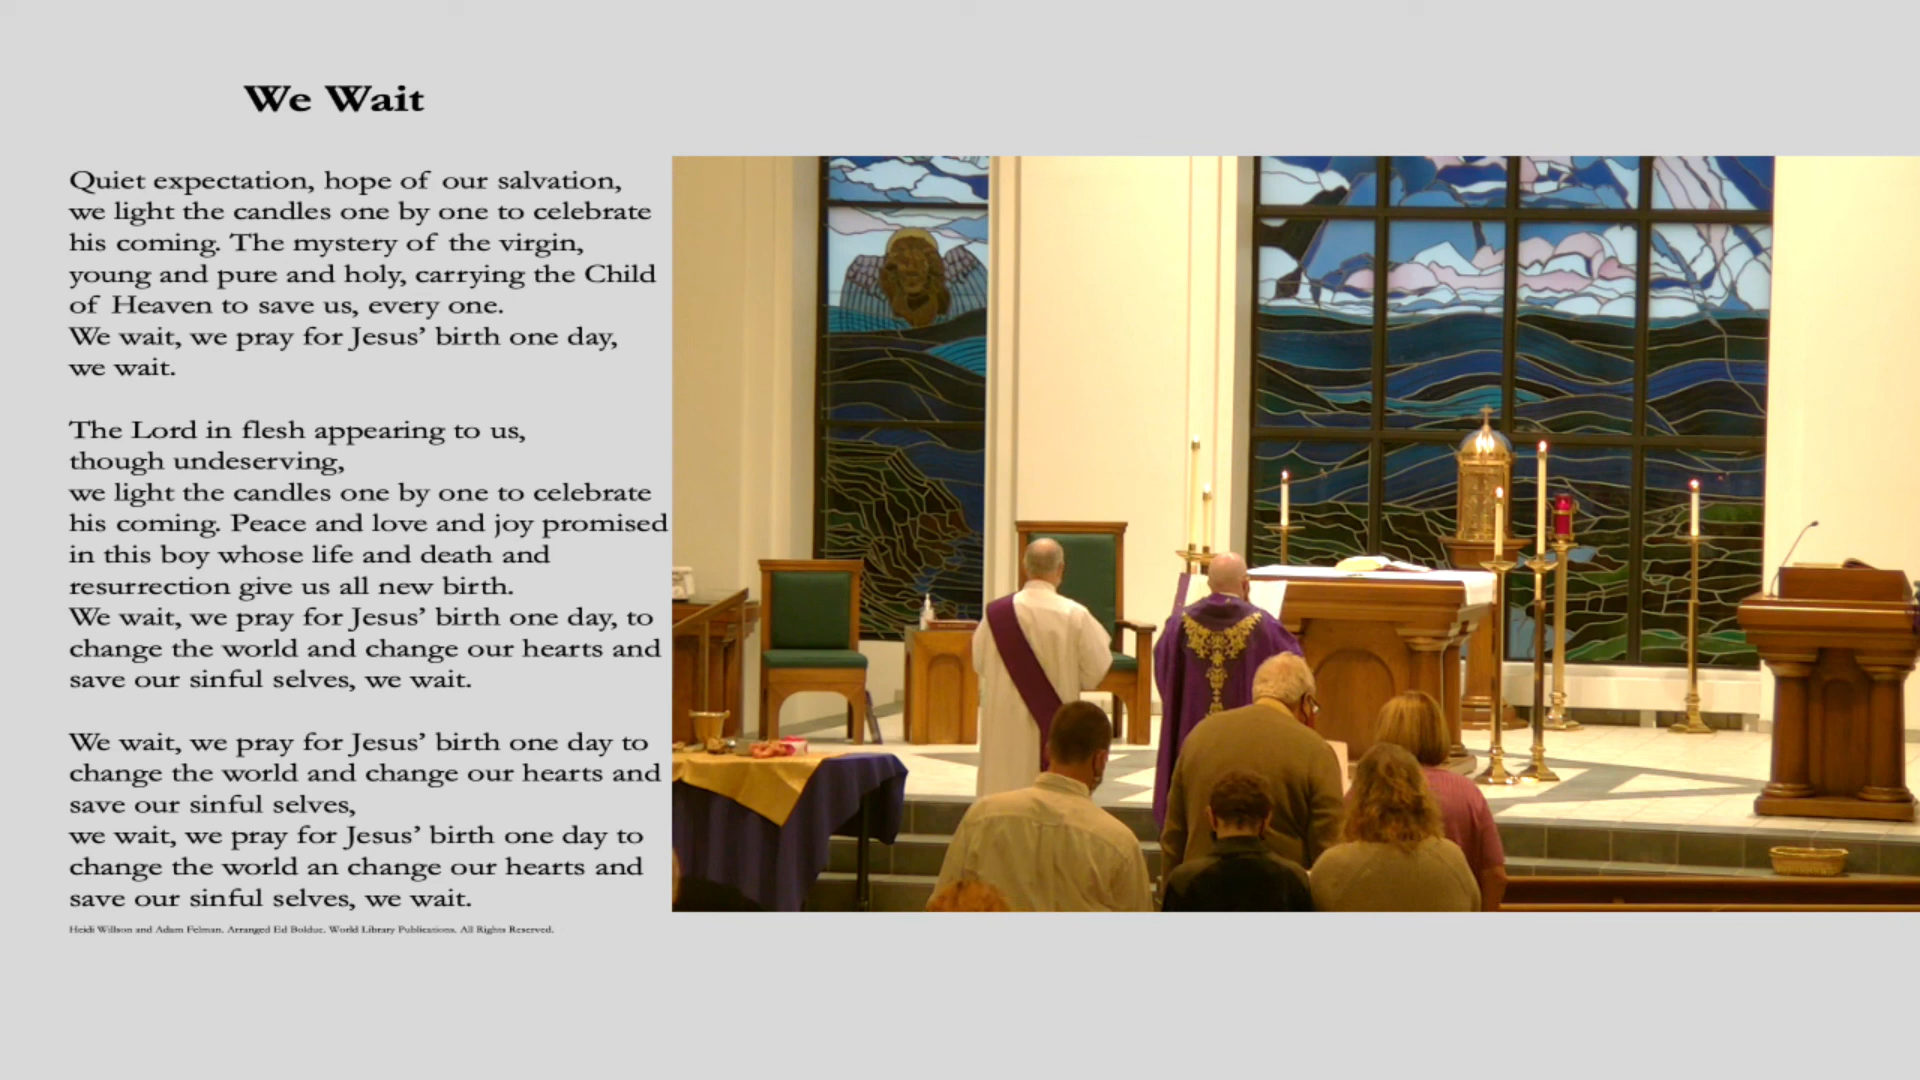 We Wait
Quiet expectation, hope of our salvation,
we light the candles one by one to celebrate
his coming. The mystery of the virgin,
young and pure and holy, carrying the Child
of Heaven to save us, every one.
We wait, we pray for Jesus’ birth one day,
we wait.
The Lord in flesh appearing to us,
though undeserving,
we light the candles one by one to celebrate
his coming. Peace and love and joy promised
in this boy whose life and death and
resurrection give us all new birth.
We wait, we pray for Jesus’ birth one day, to
change the world and change our hearts and
save our sinful selves, we wait.
We wait, we pray for Jesus’ birth one day to
change the world and change our hearts and
save our sinful selves,
we wait, we pray for Jesus’ birth one day to
change the world an change our hearts and
save our sinful selves, we wait.
Heidi Willson and Adam Felman. Arranged Ed Bolduc. World Library Publications. All Rights Reserved.